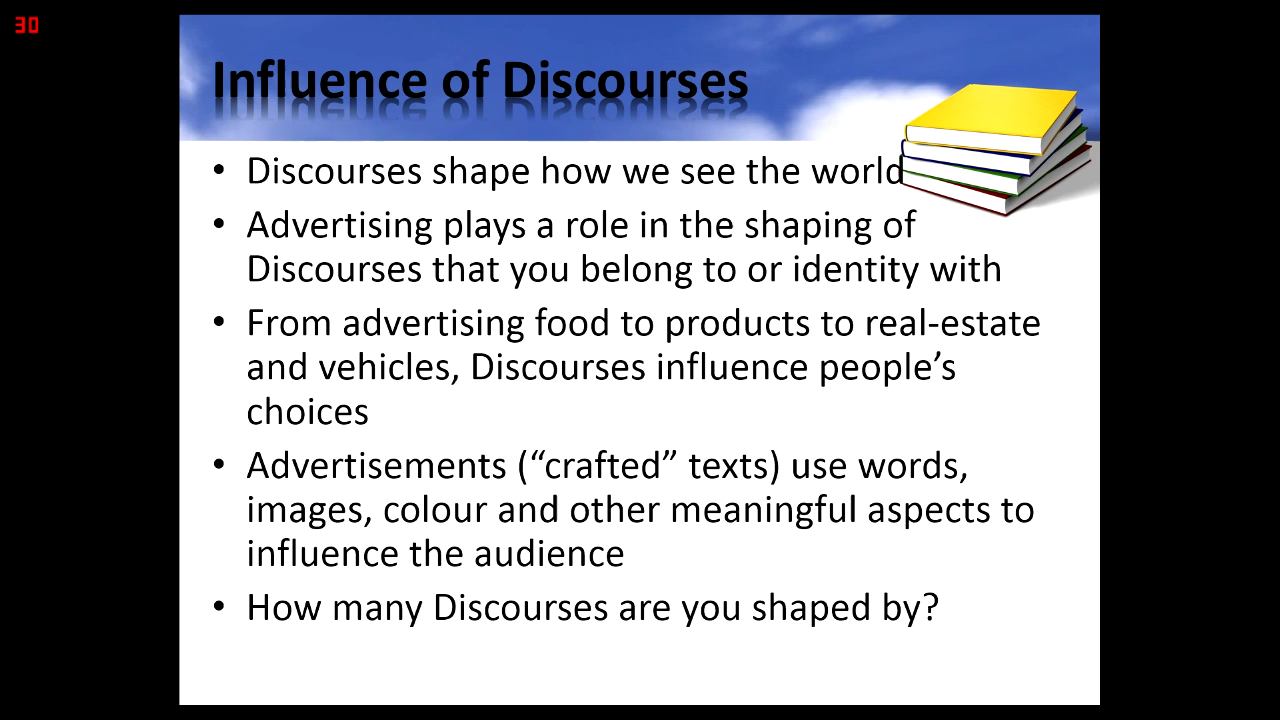 30
Influence of Discourses
• Discourses shape how we see the world
• Advertising plays a role in the shaping of
Discourses that you belong to or identity with
• From advertising food to products to real-estate
and vehicles, Discourses influence people’s
choices
• Advertisements (“crafted” texts) use words,
images, colour and other meaningful aspects to
influence the audience
• How many Discourses are you shaped by?